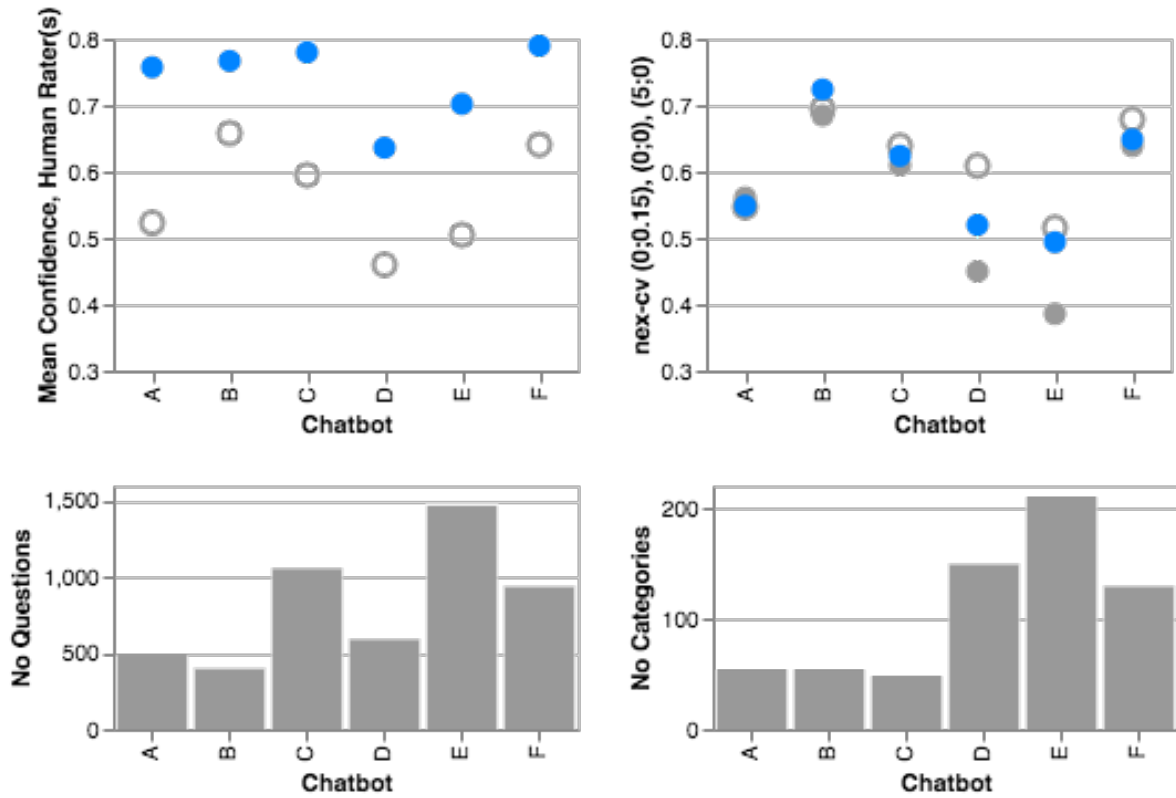 Mean Confidence, Human Rater(s)
0.8
0.7
0.6
0.5
0.4
0.3
A
B
C
D
E
F
Chatbot
nex-cv (0;0.15), (0;0), (5;0)
0.8
0.7
0.6
0.5
0.4
0.3
A
B
C
D
E
F
Chatbot
No Questions
1,500
1,000
500
0
A
B
C
D
E
F
Chatbot
No Categories
200
100
0
A
B
C
D
E
F
Chatbot